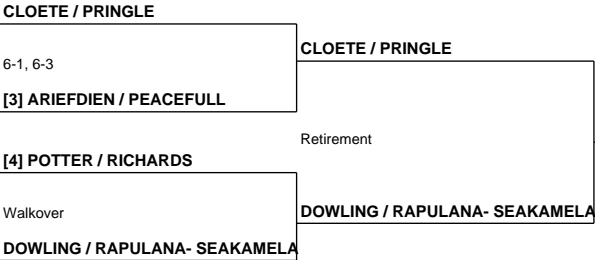 CLOETE / PRINGLE
6-1, 6-3
[3] ARIEFDIEN / PEACEFULL
CLOETE / PRINGLE
Retirement
[4] POTTER / RICHARDS
Walkover
DOWLING / RAPULANA- SEAKAMELA
DOWLING / RAPULANA- SEAKAMELA